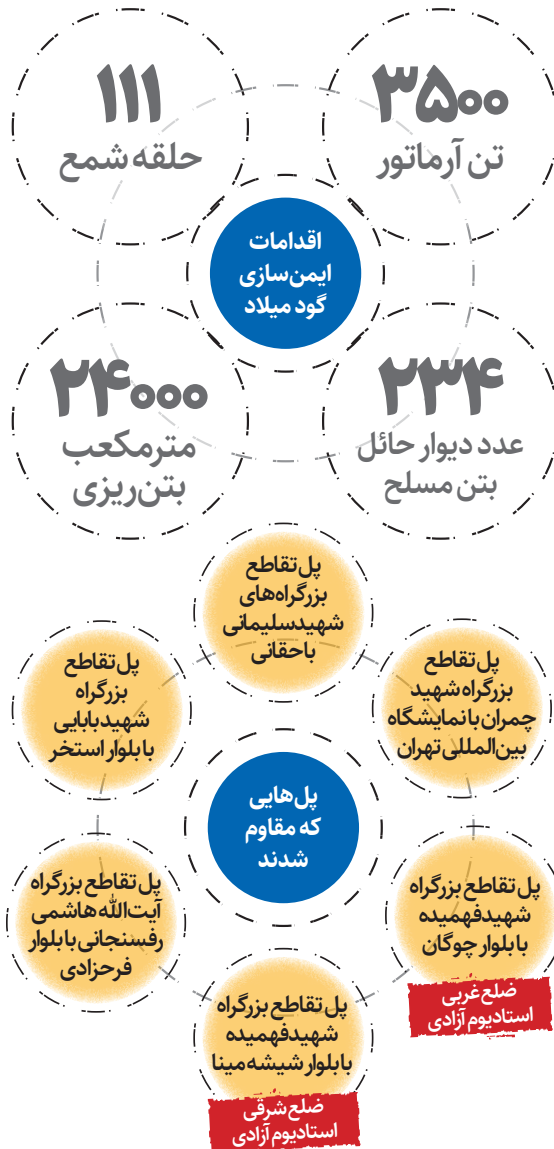 ۳۵۰۰
تن آرماتور
۱۱۱
حلقه شمع
اقدامات
ایمن‌سازی
گود میلاد
۲۳۴
عدد دیوار حائل
بتن مسلح
۲۴۰۰۰
مترمکعب
بتن‌ریزی
پل تقاطع
بزرگراه‌های
شهیدسلیمانی
باحقانی
پل تقاطع
بزرگراه شهید
چمران با نمایشگاه
بین‌المللی تهران
پل تقاطع
بزرگراه
شهیدبابایی
با بلوار استخر
پل‌هایی
که مقاوم
شدند
پل تقاطع بزرگراه
شهیدفهمیده
با بلوار چوگان
ضلع غربی
استادیوم آزادی
پل تقاطع بزرگراه
آیت‌الله هاشمی
رفسنجانی با بلوار
فرحزادی
پل تقاطع بزرگراه
شهیدفهمیده
بابلوار شیشه مینا
ضلع شرقی
استادیوم آزادی